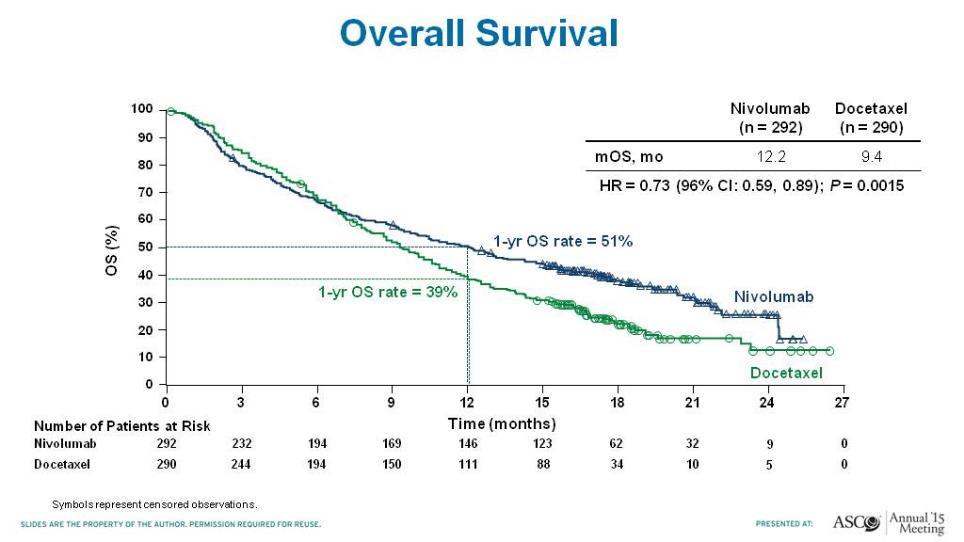 Overall Survival
Nivolumab Docetaxel
(n = 292) (n = 290)
mOS, mo 12.2 9.4
HR = 0.73 (96% CI: 0.59, 0.89); P = 0.0015
100
90
80
70
60
50
40
30
20
10
0
OS (%)
1-yr OS rate = 51%
1-yr OS rate = 39%
Nivolumab
Docetaxel
0 3 6 9 12 15 18 21 24 27
Time (months)
Number of Patients at Risk
Nivolumab 292 232 194 169 146 123 62 32 9 0
Docetaxel 290 244 194 150 111 88 34 10 5 0
Symbols represent censored observations.
SLIDES ARE THE PROPERTY OF THE AUTHOR. PERMISSION REQUIRED FOR REUSE.
PRESENTED AT:
ASCO Annual '15
Meeting